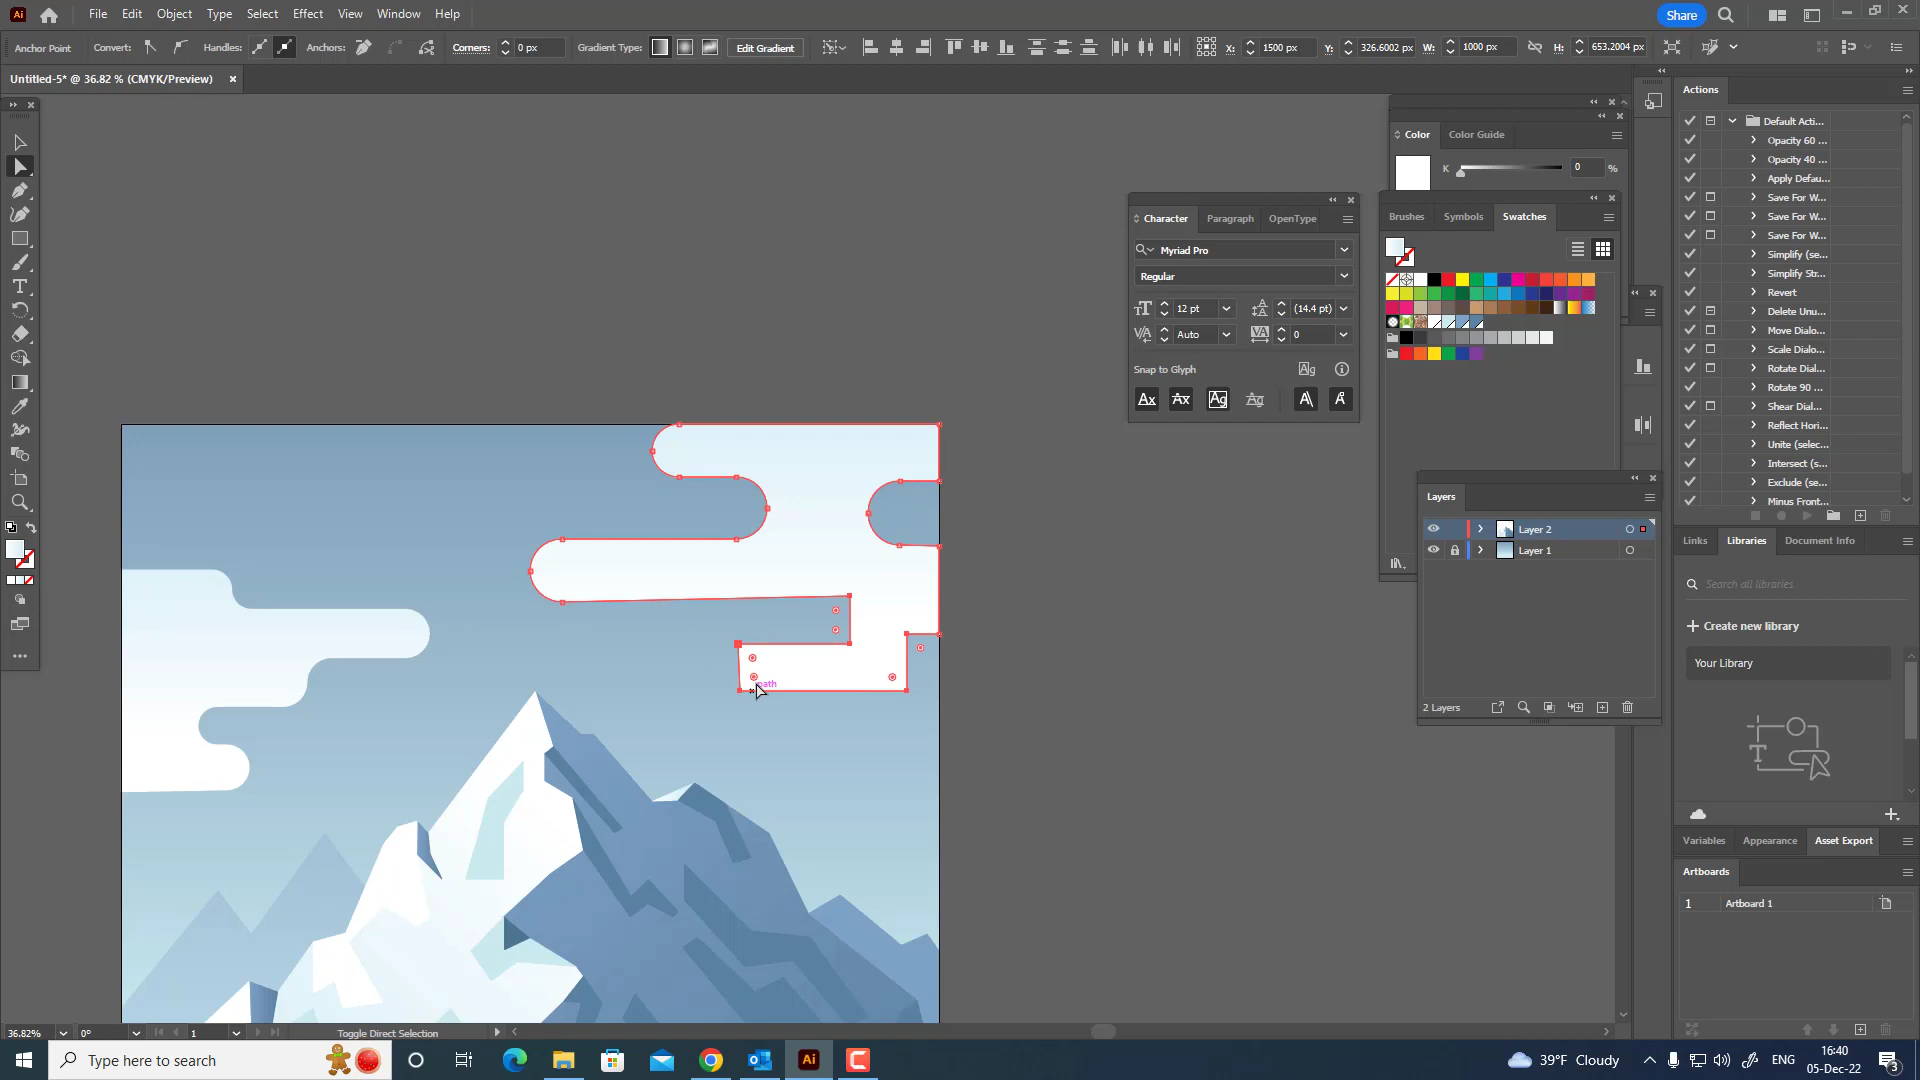 Ai File Edit Object Type Select Effect View Window Help Share
Anchor Point Convert: Handles: Anchors: Corners: 0 px Gradient Type: Edit Gradient X: 1500 px Y: 326.6002 px W: 1000 px H: 653.2004 px
Untitled-5* @ 36.82 % (CMYK/Preview)
Actions
Default Acti...
Opacity 60 ...
Opacity 40 ...
Apply Defau...
Save For W...
Save For W...
Save For W...
Simplify (se...
Simplify Str...
Revert
Delete Unu...
Move Dialo...
Scale Dialo...
Rotate Dial...
Rotate 90 ...
Shear Dial...
Reflect Hori...
Unite (selec...
Intersect (s...
Exclude (se...
Minus Front...
Color Color Guide
K 0 %
Brushes Symbols Swatches
Character Paragraph OpenType
Myriad Pro
Regular
12 pt (14.4 pt)
Auto 0
Snap to Glyph
Layers
Layer 2
Layer 1
2 Layers
Links Libraries Document Info
Search all libraries
Create new library
Your Library
Variables Appearance Asset Export
Artboards
1 Artboard 1
path
36.82% 0° 1 Toggle Direct Selection
Type here to search
39°F Cloudy
ENG
16:40
05-Dec-22
3